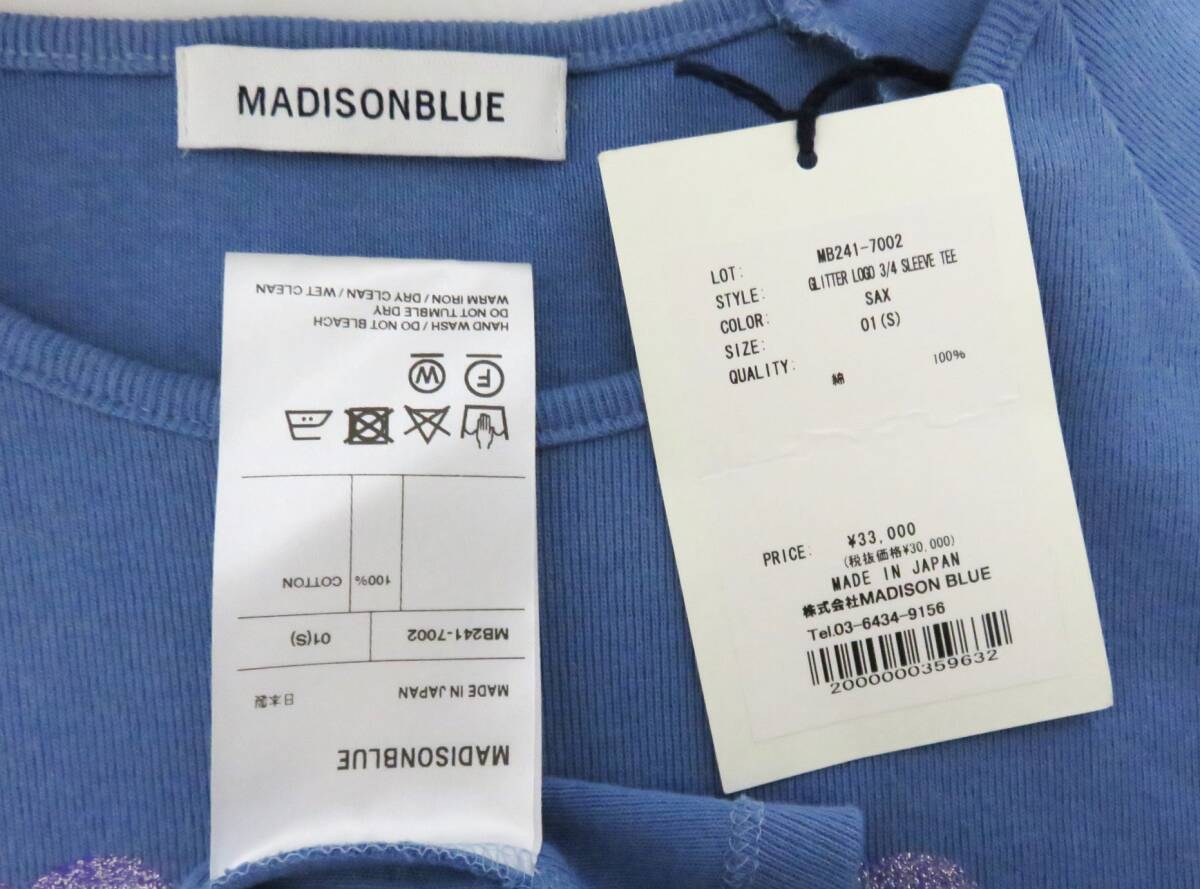 MADISONBLUE
LOT: MB241-7002
STYLE: GLITTER LOGO 3/4 SLEEVE TEE
COLOR: SAX
SIZE: 01(S)
QUALITY: 綿 100%
PRICE: ¥33,000
(税抜価格¥30,000)
MADE IN JAPAN
株式会社MADISON BLUE
Tel.03-6434-9156
2000000359632
MADISONBLUE
MADE IN JAPAN 日本製
MB241-7002 01(S)
100% COTTON
F
W
HAND WASH / DO NOT BLEACH
DO NOT TUMBLE DRY
WARM IRON / DRY CLEAN / WET CLEAN